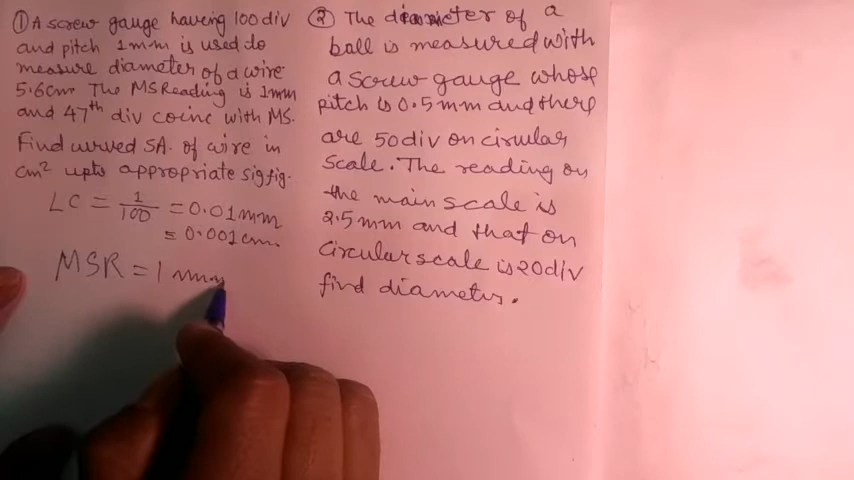 ① A screw gauge having 100 div
and pitch 1mm is used to
measure diameter of a wire
5.6cm The MS Reading is 1mm
and 47th div coinc with MS.
Find curved SA. of wire in
cm² upto appropriate sig fig.
LC = 1/100 = 0.01mm
= 0.001 cm.
MSR = 1 mm
② The diameter of a
ball is measured with
a screw gauge whose
pitch is 0.5mm and there
are 50 div on cirular
scale. The reading on
the main scale is
2.5mm and that on
circular scale is 20 div
find diameter.